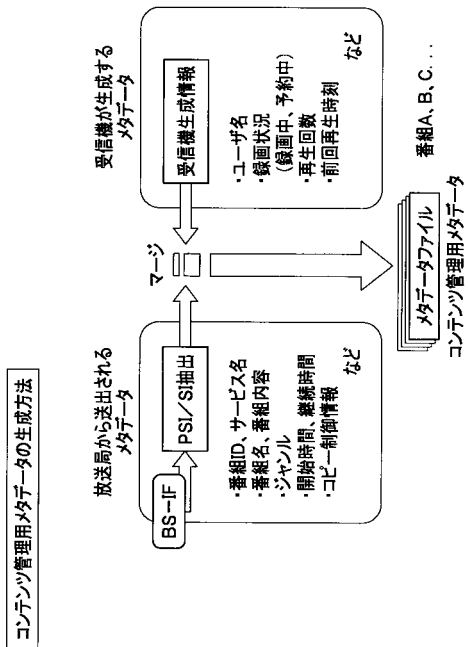 コンテンツ管理用メタデータの生成方法
放送局から送出される
メタデータ
BS-IF
PSI/SI抽出
・番組ID、サービス名
・番組名、番組内容
・ジャンル
・開始時間、継続時間
・コピー制御情報
など
マージ
受信機が生成する
メタデータ
受信機生成情報
・ユーザ名
・録画状況
(録画中、予約中)
・再生回数
・前回再生時刻
など
メタデータファイル
コンテンツ管理用メタデータ
番組A、B、C...